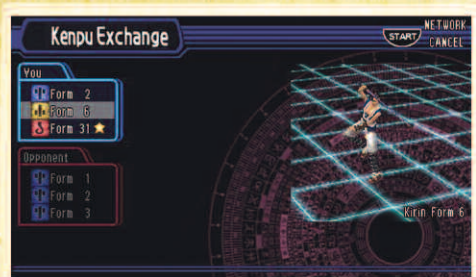 Kenpu Exchange
NETWORK
START CANCEL
You
Form 2
Form 6
Form 31
Opponent
Form 1
Form 2
Form 3
Kirin Form 6